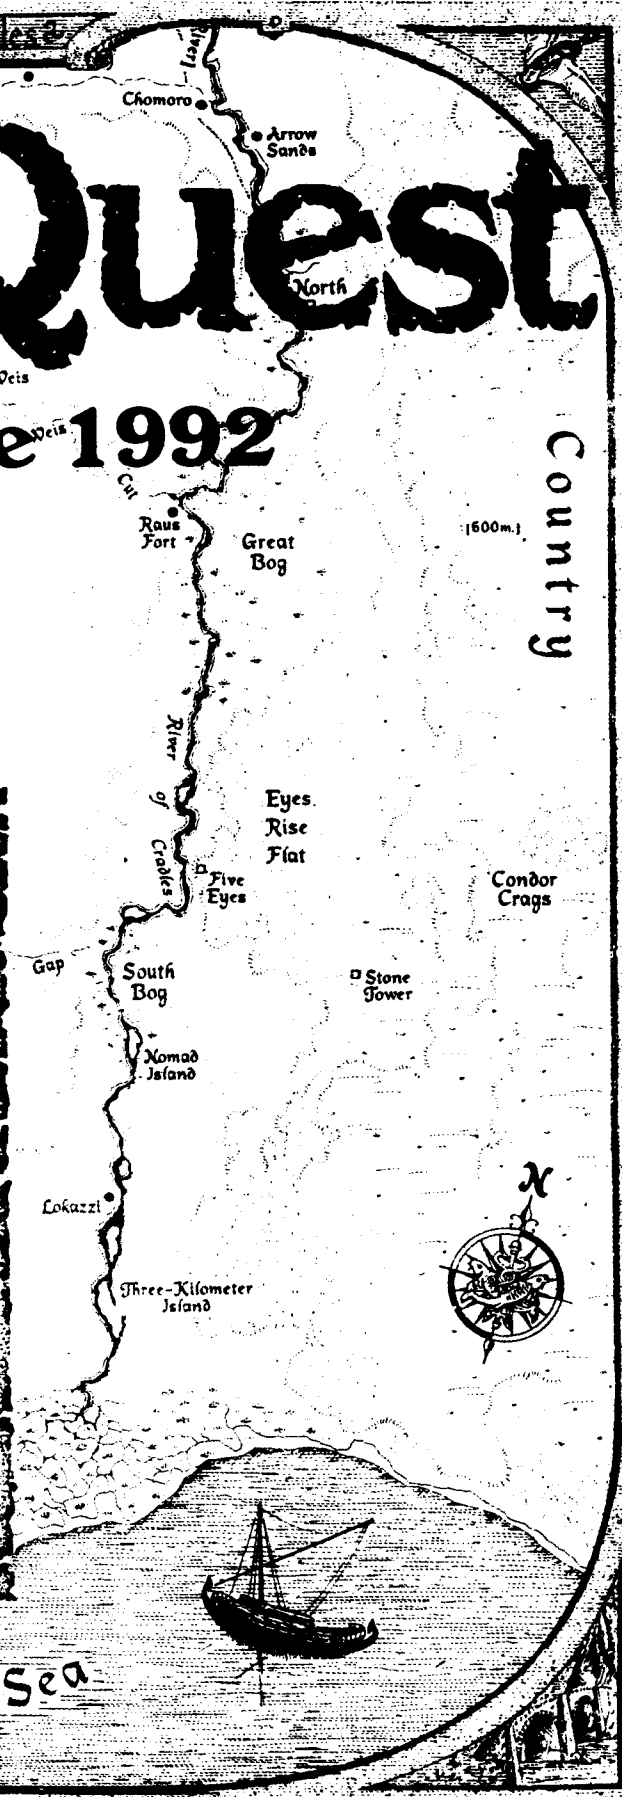 Chomoro
Arrow
Sands
Quest
North
Veis
Weis
e 1992
Cut
Raus
Fort
Great
Bog
[600m.]
Country
River
of
Cradles
Eyes
Rise
Flat
Five
Eyes
Condor
Crags
Gap
South
Bog
Stone
Tower
Nomad
Island
N
Lokazzi
Three-Kilometer
Island
Sea